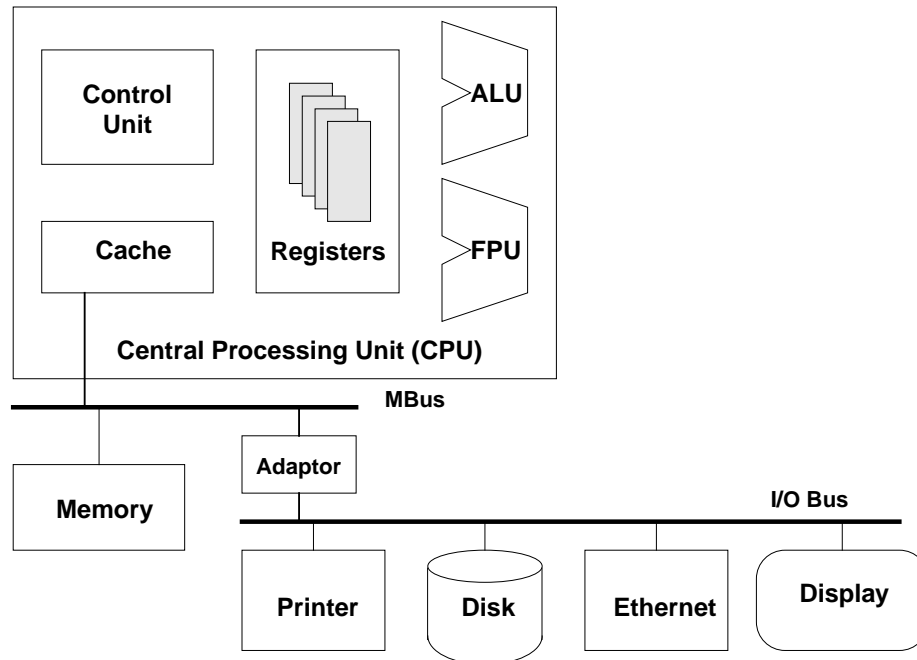 Control
Unit
ALU
Cache
Registers
FPU
Central Processing Unit (CPU)
MBus
Adaptor
Memory
I/O Bus
Printer
Disk
Ethernet
Display